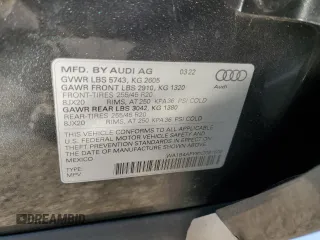 MFD. BY AUDI AG 03-22
GVWR LBS 5743, KG 2605
GAWR FRONT LBS 2910, KG 1320
FRONT-TIRES 255/45 R20
8JX20 RIMS, AT 250 KPA 36 PSI COLD
GAWR REAR LBS 3042, KG 1380
REAR-TIRES 255/45 R20
8JX20 RIMS, AT 250 KPA 36 PSI COLD
THIS VEHICLE CONFORMS TO ALL APPLICABLE
U.S. FEDERAL MOTOR VEHICLE SAFETY AND THEFT
PREVENTION STANDARDS IN EFFECT ON THE
DATE OF MANUFACTURE SHOWN ABOVE.
MEXICO
TYPE:
MPV
Audi
DREAMBID